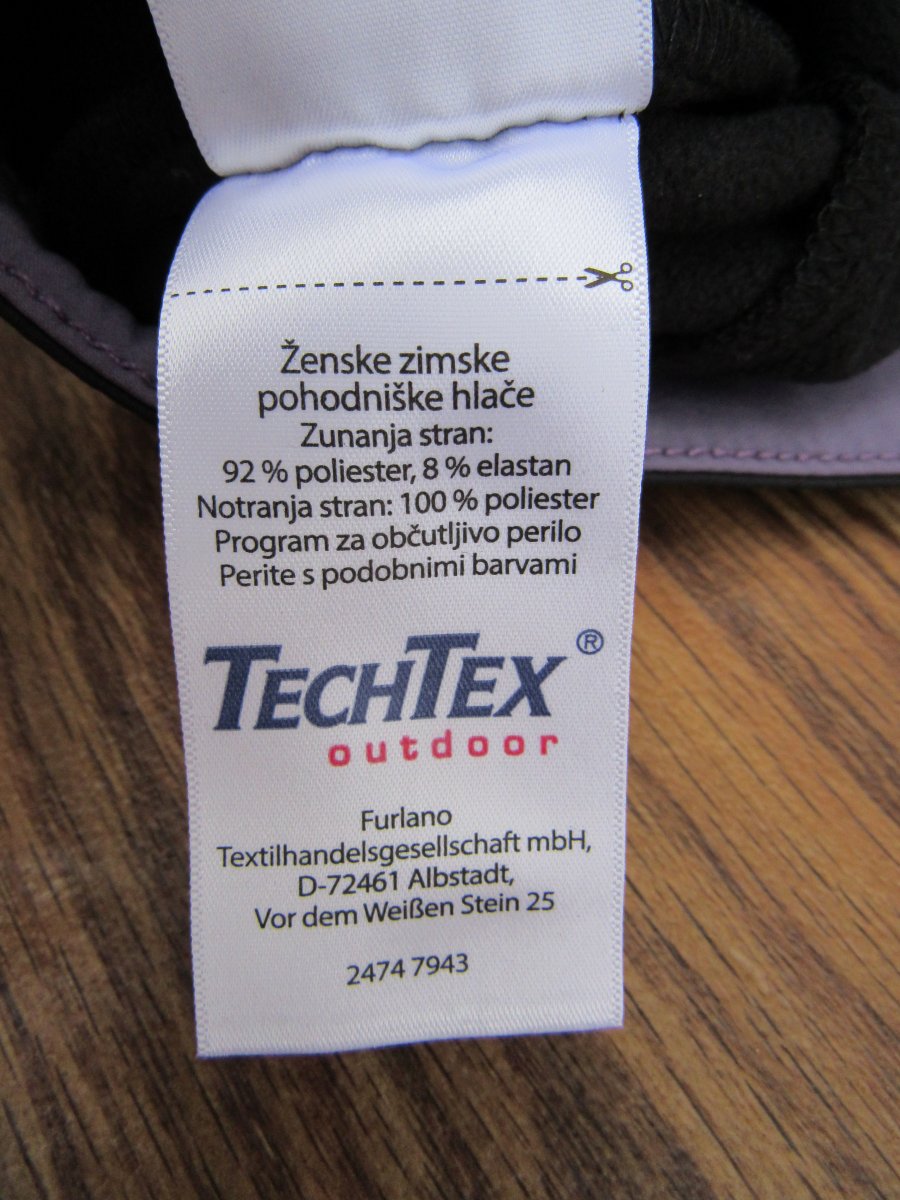 Ženske zimske
pohodniške hlače
Zunanja stran:
92 % poliester, 8 % elastan
Notranja stran: 100 % poliester
Program za občutljivo perilo
Perite s podobnimi barvami
TECHTEX®
outdoor
Furlano
Textilhandelsgesellschaft mbH,
D-72461 Albstadt,
Vor dem Weißen Stein 25
2474 7943